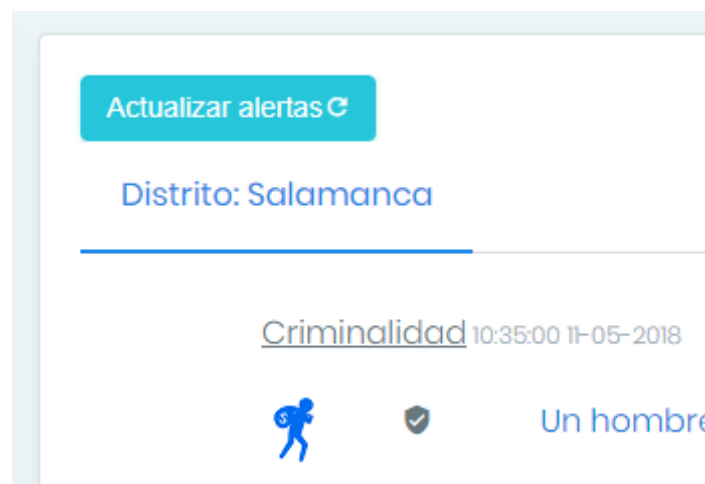 Actualizar alertas
Distrito: Salamanca
Criminalidad 10:35:00 11-05-2018
Un hombre